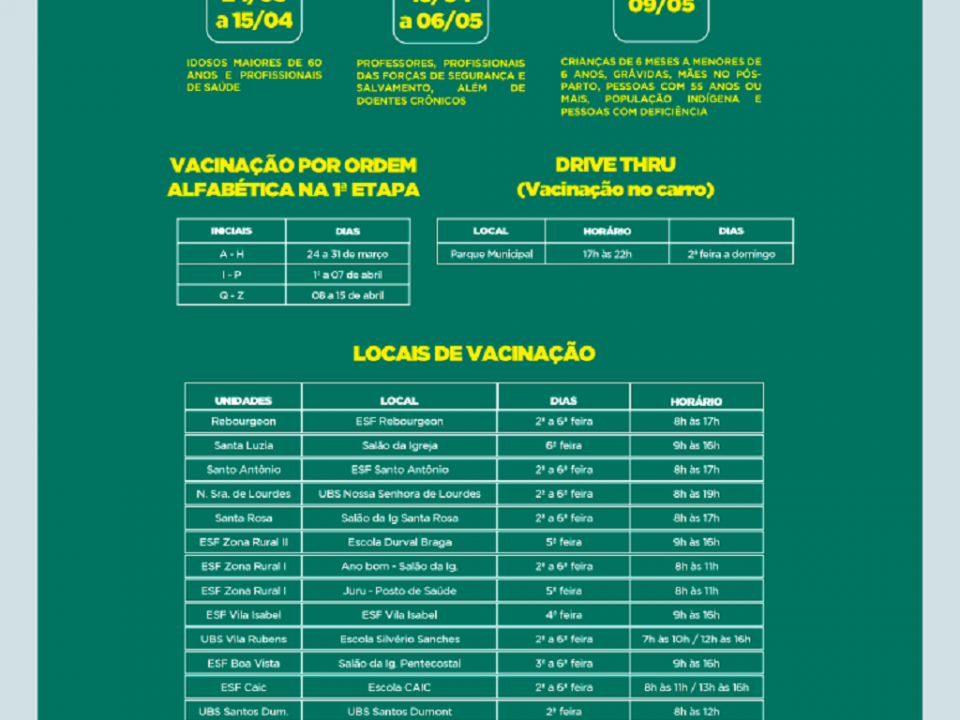 a 15/04
a 06/05
09/05
IDOSOS MAIORES DE 60
ANOS E PROFISSIONAIS
DE SAÚDE
PROFESSORES, PROFISSIONAIS
DAS FORÇAS DE SEGURANÇA E
SALVAMENTO, ALÉM DE
DOENTES CRÔNICOS
CRIANÇAS DE 6 MESES A MENORES DE
6 ANOS, GRÁVIDAS, MÃES NO PÓS-
PARTO, PESSOAS COM 55 ANOS OU
MAIS, POPULAÇÃO INDÍGENA E
PESSOAS COM DEFICIÊNCIA
VACINAÇÃO POR ORDEM
ALFABÉTICA NA 1ª ETAPA
INICIAIS DIAS
A - H 24 a 31 de março
I - P 1º a 07 de abril
Q - Z 08 a 15 de abril
DRIVE THRU
(Vacinação no carro)
LOCAL HORÁRIO DIAS
Parque Municipal 17h às 22h 2ª feira a domingo
LOCAIS DE VACINAÇÃO
UNIDADES LOCAL DIAS HORÁRIO
Rebourgeon ESF Rebourgeon 2ª a 6ª feira 8h às 17h
Santa Luzia Salão da Igreja 6ª feira 9h às 16h
Santo Antônio ESF Santo Antônio 2ª a 6ª feira 8h às 17h
N. Sra. de Lourdes UBS Nossa Senhora de Lourdes 2ª a 6ª feira 8h às 19h
Santa Rosa Salão da Ig Santa Rosa 2ª a 6ª feira 8h às 17h
ESF Zona Rural II Escola Durval Braga 5ª feira 9h às 16h
ESF Zona Rural I Ano bom - Salão da Ig. 2ª a 6ª feira 8h às 11h
ESF Zona Rural I Juru - Posto de Saúde 5ª feira 8h às 11h
ESF Vila Isabel ESF Vila Isabel 4ª feira 9h às 16h
UBS Vila Rubens Escola Silvério Sanches 2ª a 6ª feira 7h às 10h / 12h às 16h
ESF Boa Vista Salão da Ig. Pentecostal 3ª a 6ª feira 9h às 16h
ESF Caic Escola CAIC 2ª a 6ª feira 8h às 11h / 13h às 16h
UBS Santos Dum. UBS Santos Dumont 2ª feira 8h às 12h